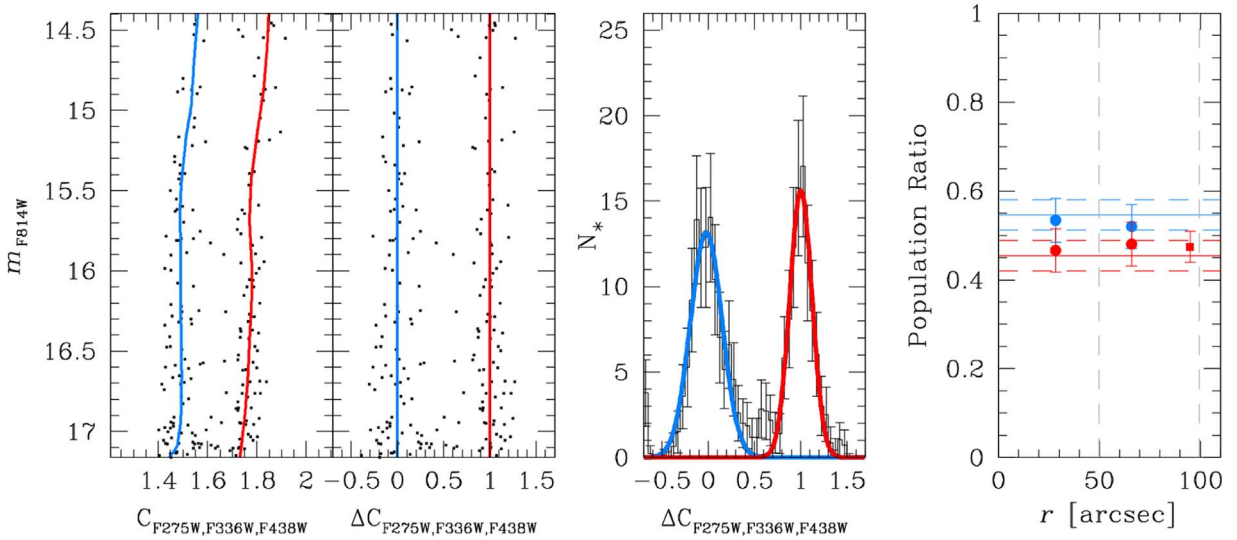 14.5
15
15.5
16
16.5
17
m_F814W
1.4 1.6 1.8 2
C_F275W,F336W,F438W
−0.5 0 0.5 1 1.5
ΔC_F275W,F336W,F438W
25
20
15
10
5
0
N_*
−0.5 0 0.5 1 1.5
ΔC_F275W,F336W,F438W
1
0.8
0.6
0.4
0.2
0
Population Ratio
0 50 100
r [arcsec]